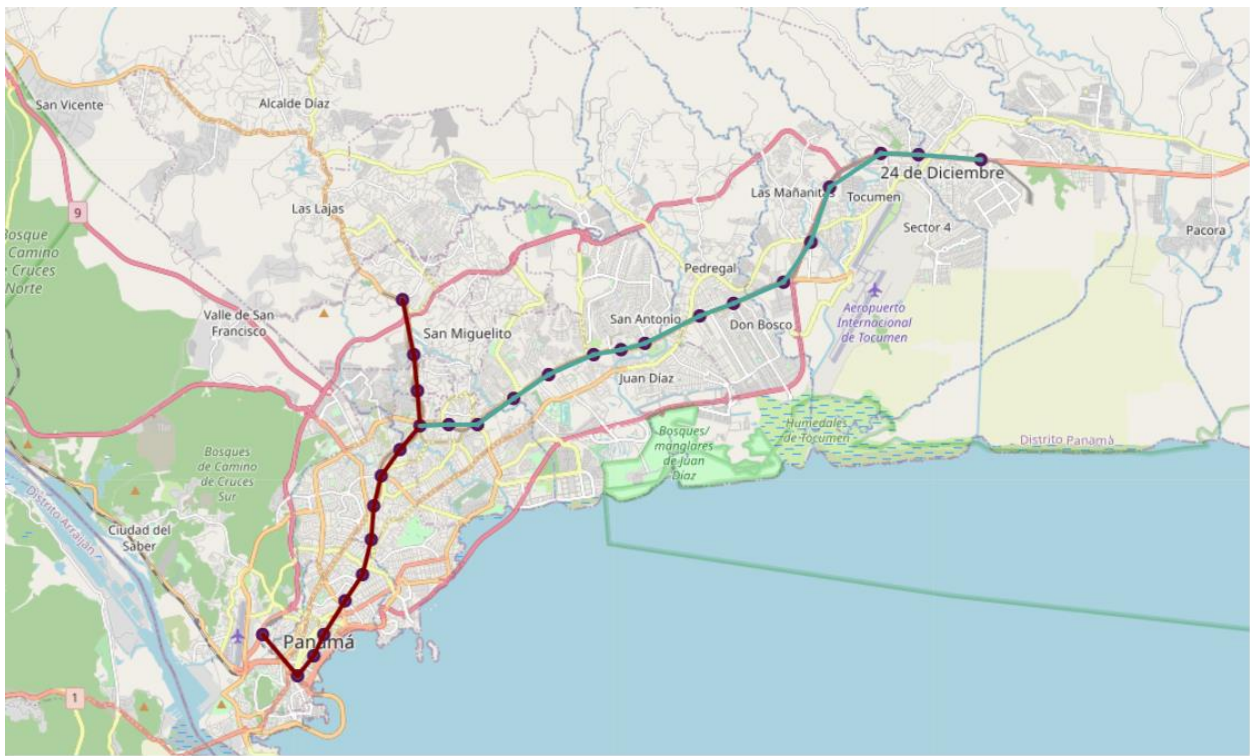 San Vicente
Alcalde Díaz
24 de Diciembre
Las Mañanitas
Tocumen
Las Lajas
Sector 4
9
Pacora
Bosque
Camino
de Cruces
Norte
Pedregal
Aeropuerto
Internacional
de Tocumen
Valle de San
Francisco
San Miguelito
San Antonio
Don Bosco
Juan Díaz
Humedales
de Tocumen
Bosques/
manglares
de Juan
Díaz
Distrito Panamà
Bosques
de Camino
de Cruces
Sur
Distrito Arraiján
Ciudad del
Saber
Panamá
1